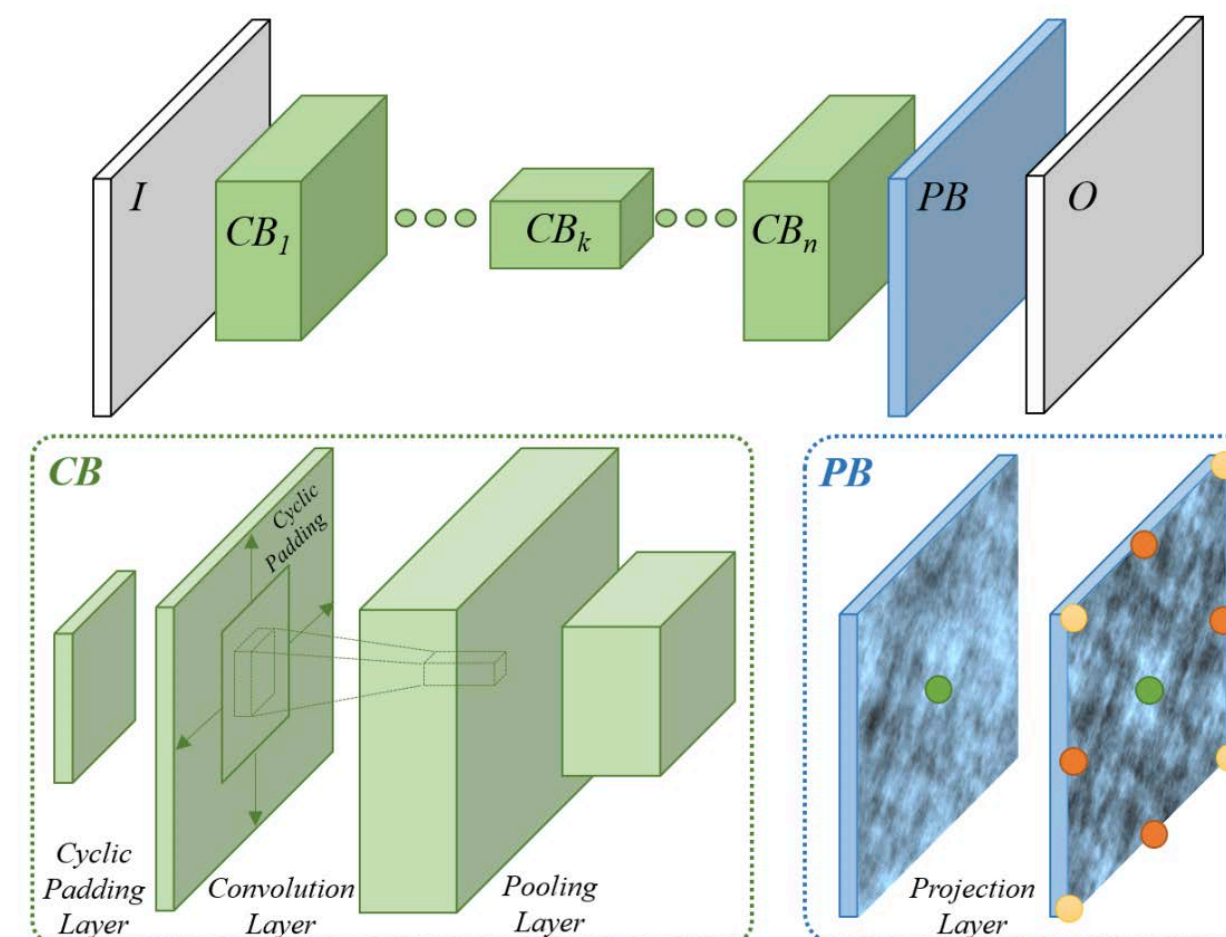 I
CB1
CBk
CBn
PB
O
CB
Cyclic
Padding
Cyclic
Padding
Layer
Convolution
Layer
Pooling
Layer
PB
Projection
Layer